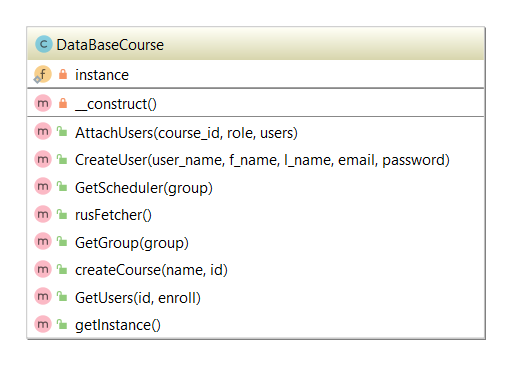 C DataBaseCourse
f instance
m __construct()
m AttachUsers(course_id, role, users)
m CreateUser(user_name, f_name, l_name, email, password)
m GetScheduler(group)
m rusFetcher()
m GetGroup(group)
m createCourse(name, id)
m GetUsers(id, enroll)
m getInstance()